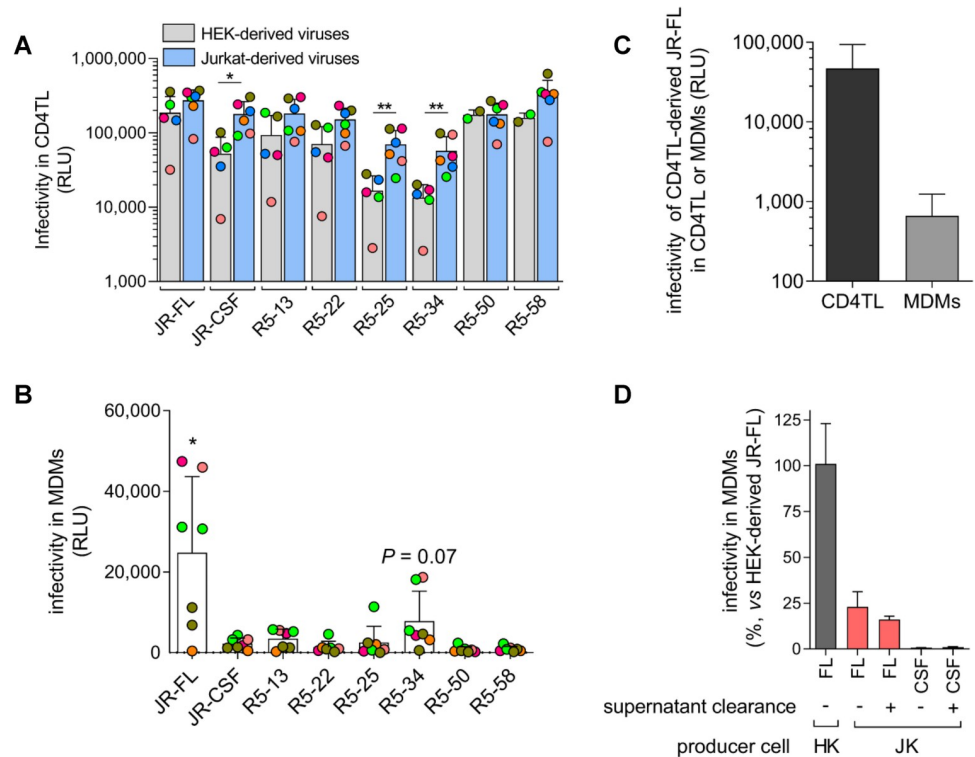 A
HEK-derived viruses
Jurkat-derived viruses
Infectivity in CD4TL
(RLU)
1,000,000
100,000
10,000
1,000
*
**
**
JR-FL
JR-CSF
R5-13
R5-22
R5-25
R5-34
R5-50
R5-58
B
infectivity in MDMs
(RLU)
60,000
40,000
20,000
0
*
P = 0.07
JR-FL
JR-CSF
R5-13
R5-22
R5-25
R5-34
R5-50
R5-58
C
infectivity of CD4TL-derived JR-FL
in CD4TL or MDMs (RLU)
100,000
10,000
1,000
100
CD4TL
MDMs
D
infectivity in MDMs
(%, vs HEK-derived JR-FL)
125
100
75
50
25
0
FL
FL
FL
CSF
CSF
supernatant clearance - - + - +
producer cell HK JK